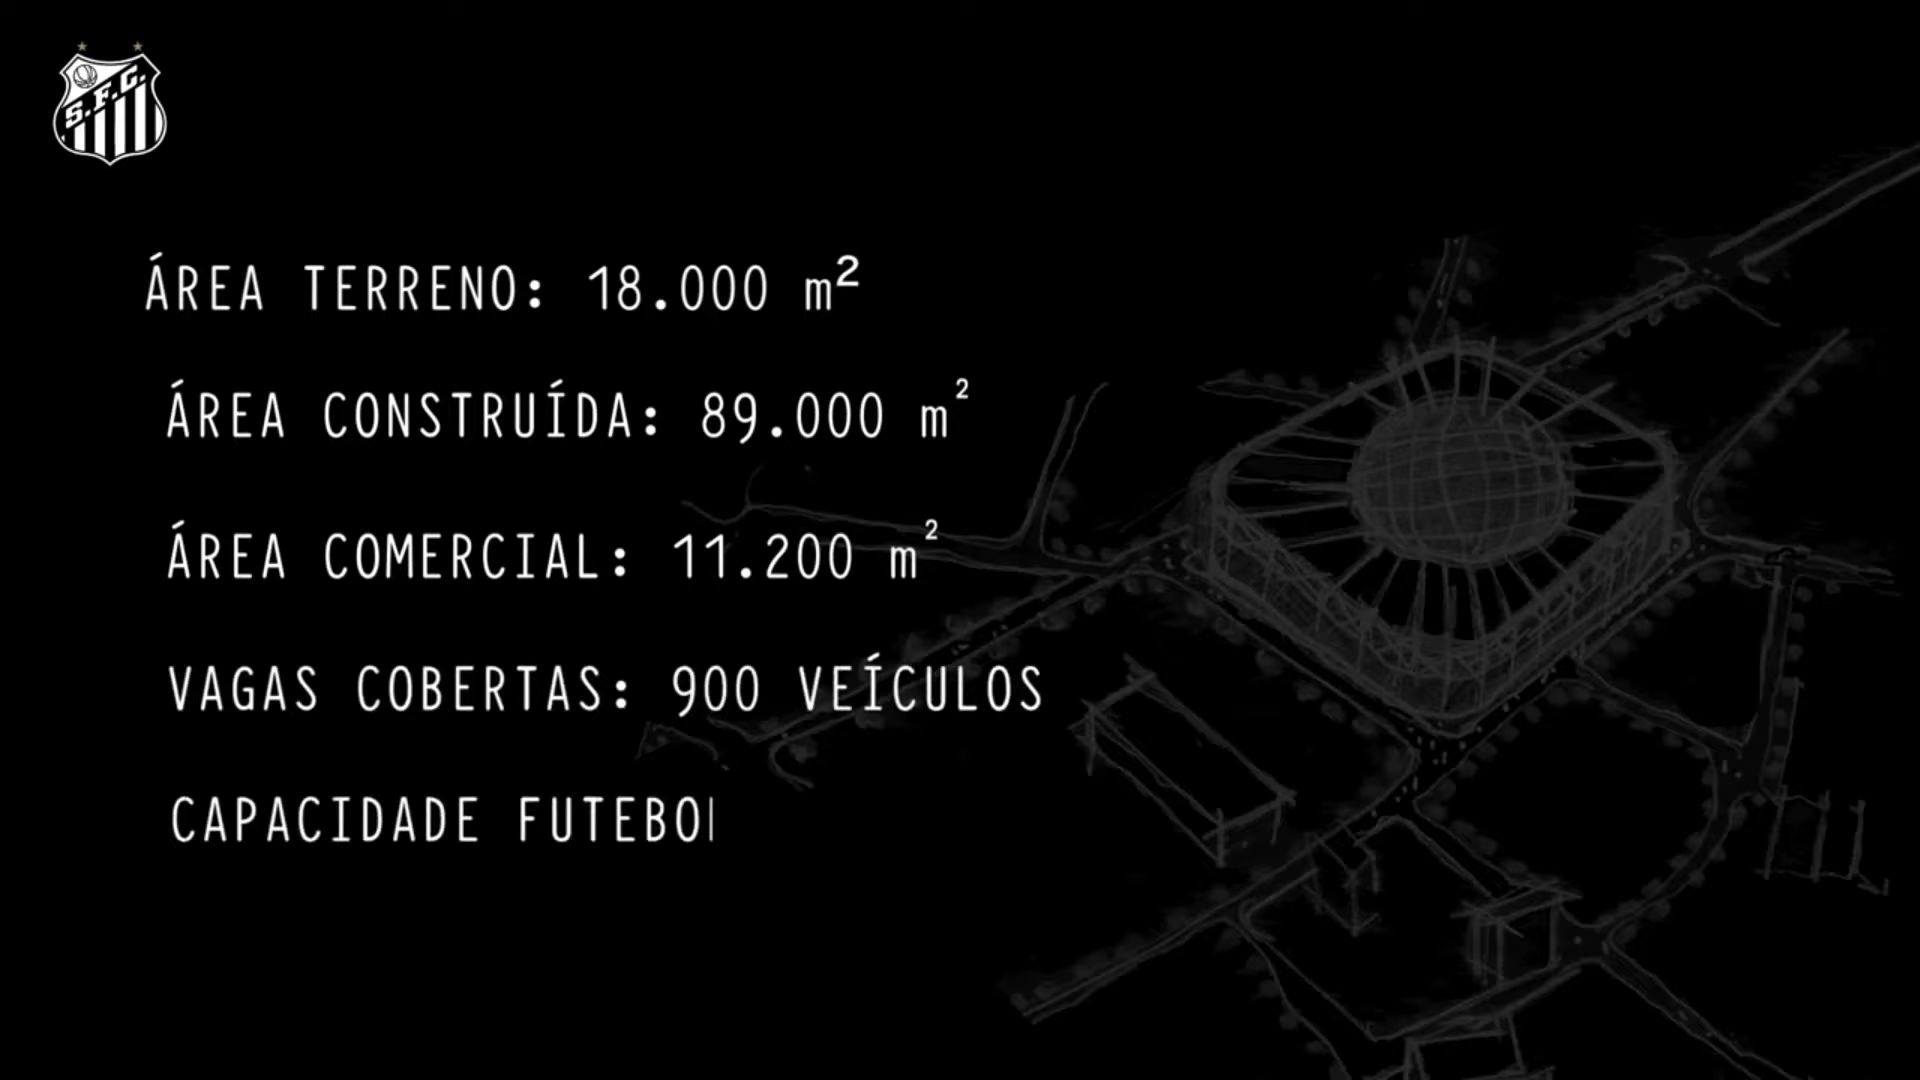 S.F.C.
ÁREA TERRENO: 18.000 m²
ÁREA CONSTRUÍDA: 89.000 m²
ÁREA COMERCIAL: 11.200 m²
VAGAS COBERTAS: 900 VEÍCULOS
CAPACIDADE FUTEBO